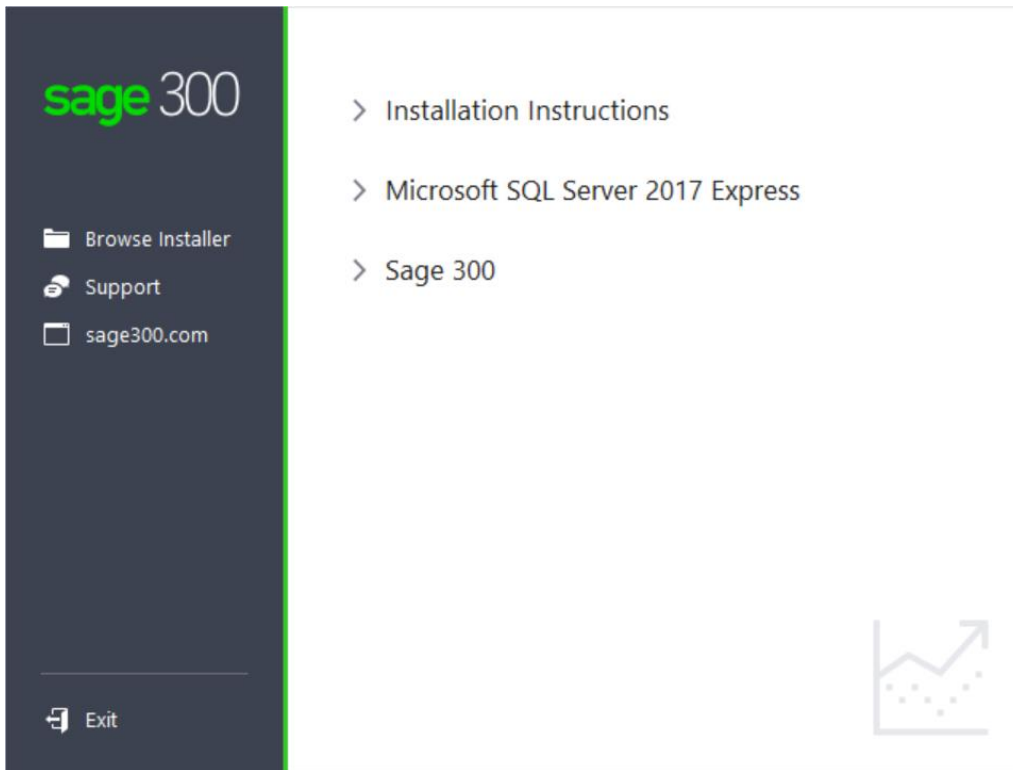 sage 300
Browse Installer
Support
sage300.com
Exit
Installation Instructions
Microsoft SQL Server 2017 Express
Sage 300